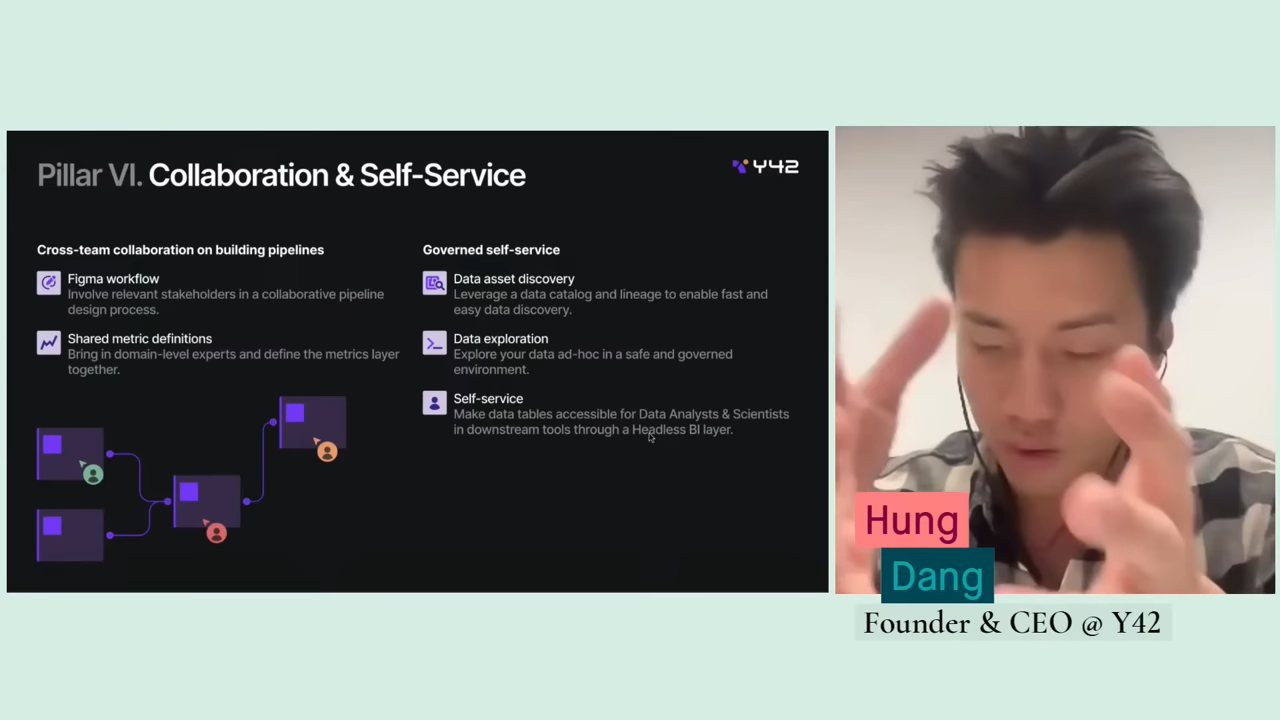 Pillar VI. Collaboration & Self-Service
Y42
Cross-team collaboration on building pipelines
Figma workflow
Involve relevant stakeholders in a collaborative pipeline
design process.
Shared metric definitions
Bring in domain-level experts and define the metrics layer
together.
Governed self-service
Data asset discovery
Leverage a data catalog and lineage to enable fast and
easy data discovery.
Data exploration
Explore your data ad-hoc in a safe and governed
environment.
Self-service
Make data tables accessible for Data Analysts & Scientists
in downstream tools through a Headless BI layer.
Hung
Dang
Founder & CEO @ Y42